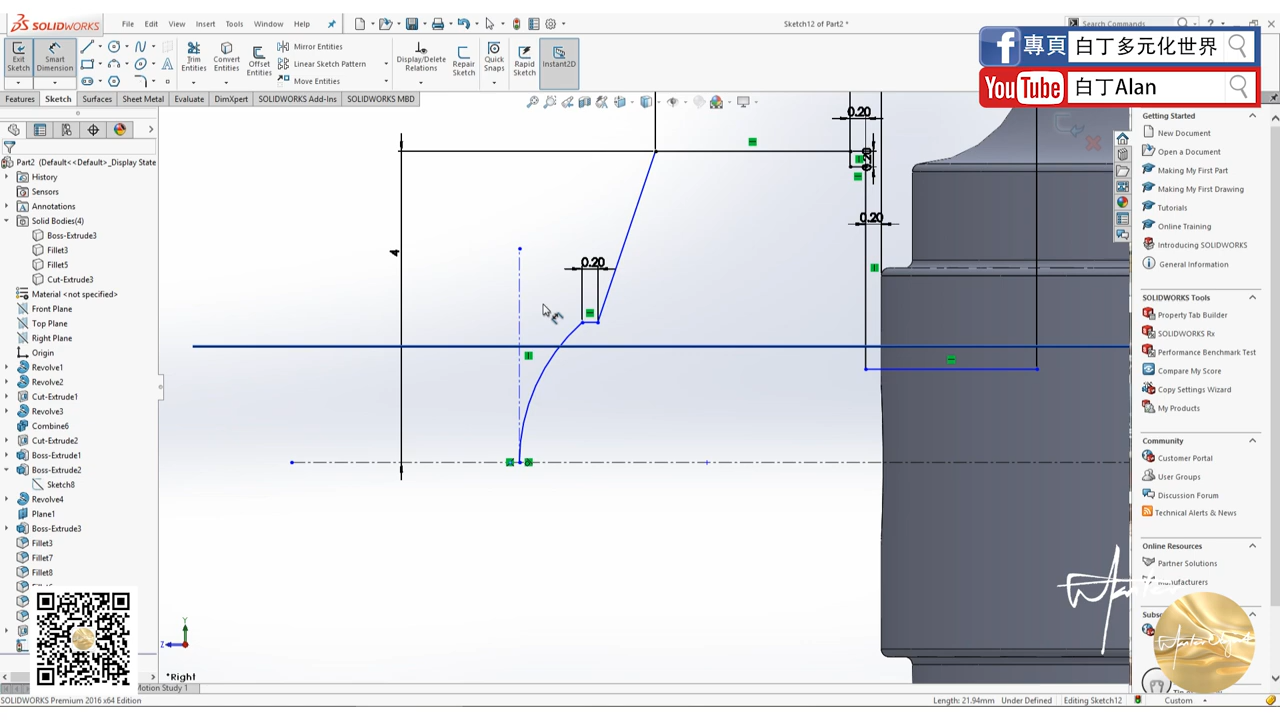 SOLIDWORKS
File Edit View Insert Tools Window Help
Sketch12 of Part2 *
Search Commands
專頁 白丁多元化世界
YouTube 白丁Alan
Exit Sketch
Smart Dimension
Trim Entities
Convert Entities
Offset Entities
Mirror Entities
Linear Sketch Pattern
Move Entities
Display/Delete Relations
Repair Sketch
Quick Snaps
Rapid Sketch
Instant2D
Features Sketch Surfaces Sheet Metal Evaluate DimXpert SOLIDWORKS Add-Ins SOLIDWORKS MBD
Part2 (Default<<Default>_Display State
History
Sensors
Annotations
Solid Bodies(4)
Boss-Extrude3
Fillet3
Fillet5
Cut-Extrude3
Material <not specified>
Front Plane
Top Plane
Right Plane
Origin
Revolve1
Revolve2
Cut-Extrude1
Revolve3
Combine6
Cut-Extrude2
Boss-Extrude1
Boss-Extrude2
Sketch8
Revolve4
Plane1
Boss-Extrude3
Fillet3
Fillet7
Fillet8
0.20
0.20
0.20
0.20
4
Y
Z
*Right
Getting Started
New Document
Open a Document
Making My First Part
Making My First Drawing
Tutorials
Online Training
Introducing SOLIDWORKS
General Information
SOLIDWORKS Tools
Property Tab Builder
SOLIDWORKS Rx
Performance Benchmark Test
Compare My Score
Copy Settings Wizard
My Products
Community
Customer Portal
User Groups
Discussion Forum
Technical Alerts & News
Online Resources
Partner Solutions
Manufacturers
Motion Study 1
SOLIDWORKS Premium 2016 x64 Edition
Length: 21.94mm Under Defined Editing Sketch12 Custom